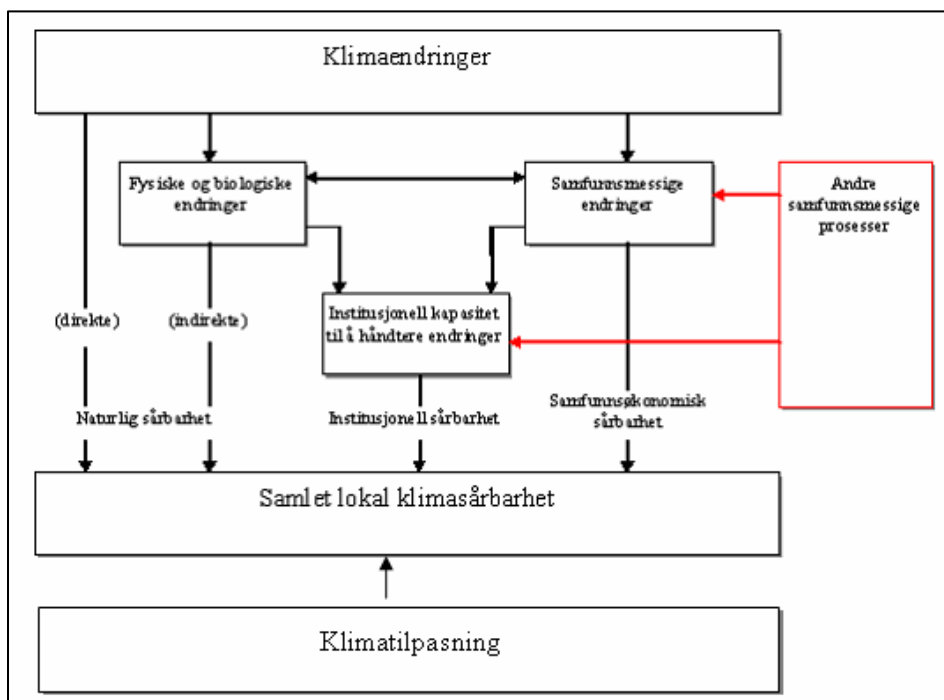 Klimaendringer
Fysiske og biologiske
endringer
Samfunnsmessige
endringer
Andre
samfunnsmessige
prosesser
Institusjonell kapasitet
til å håndtere endringer
(direkte)
(indirekte)
Naturlig sårbarhet
Institusjonell sårbarhet
Samfunnsøkonomisk
sårbarhet
Samlet lokal klimasårbarhet
Klimatilpasning